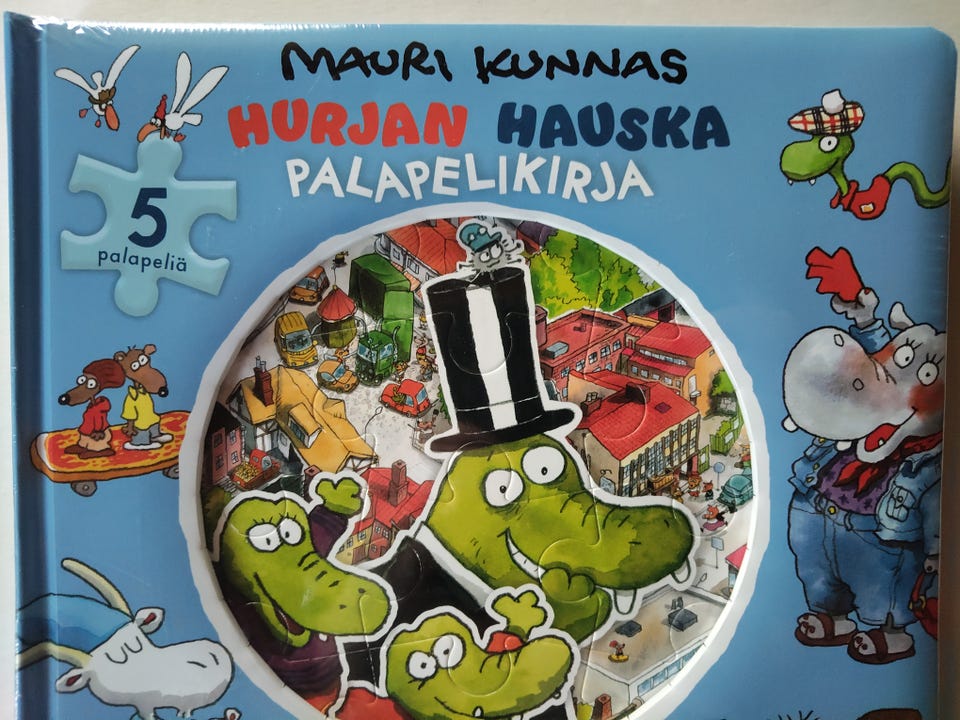 MAURI KUNNAS
HURJAN HAUSKA
PALAPELIKIRJA
5
palapeliä